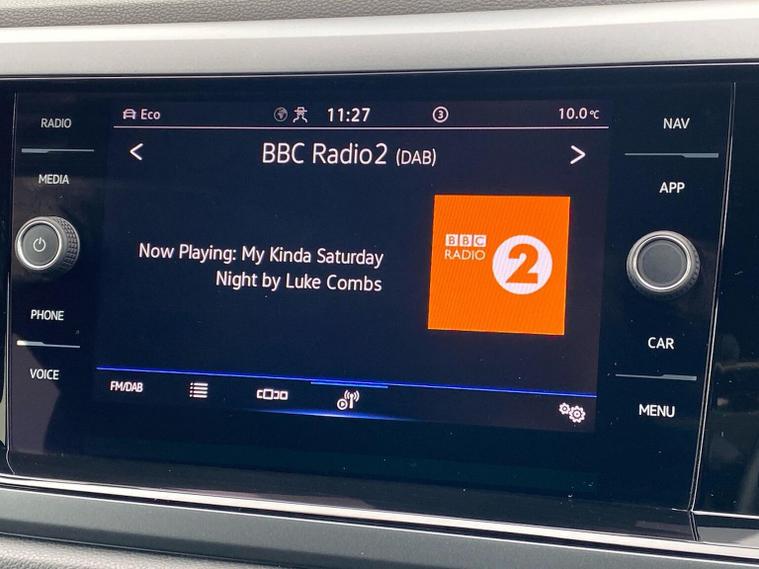 RADIO
MEDIA
PHONE
VOICE
Eco
11:27
3
10.0°C
< BBC Radio2 (DAB) >
Now Playing: My Kinda Saturday
Night by Luke Combs
BBC
RADIO
2
FM/DAB
NAV
APP
CAR
MENU